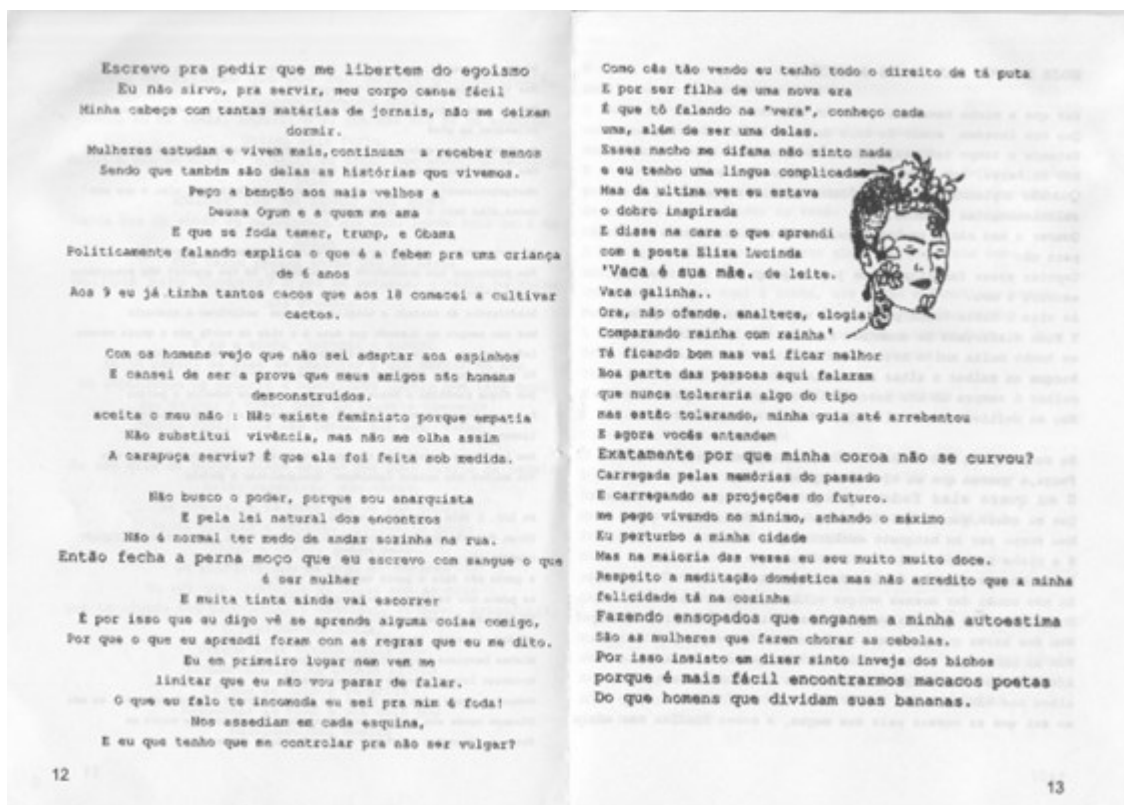 Escrevo pra pedir que me libertem do egoísmo
Eu não sirvo, pra servir, meu corpo cansa fácil
Minha cabeça com tantas matérias de jornais, não me deixam
dormir.
Mulheres estudam e vivem mais,continuam a receber menos
Sendo que também são delas as histórias que vivemos.
Peço a benção aos mais velhos a
Deusa Ogun e a quem me ama
E que se foda temer, trump, e Obama
Politicamente falando explica o que é a febem pra uma criança
de 6 anos
Aos 9 eu já tinha tantos cacos que aos 18 comecei a cultivar
cactos.
Com os homens vejo que não sei adaptar aos espinhos
E cansei de ser a prova que meus amigos são homens
desconstruídos.
aceita o meu não : Não existe feministo porque empatia
Não substitui vivência, mas não me olha assim
A carapuça serviu? É que ela foi feita sob medida.
Não busco o poder, porque sou anarquista
E pela lei natural dos encontros
Não é normal ter medo de andar sozinha na rua.
Então fecha a perna moço que eu escrevo com sangue o que
é ser mulher
E muita tinta ainda vai escorrer
É por isso que eu digo vê se aprende alguma coisa comigo,
Por que o que eu aprendi foram con as regras que eu me dito.
Eu em primeiro lugar nem vem me
limitar que eu não vou parar de falar.
O que eu falo te incomoda eu sei pra mim é foda!
Nos assediam em cada esquina,
E eu que tenho que me controlar pra não ser vulgar?
12
Como cês tão vendo eu tenho todo o direito de tá puta
E por ser filha de uma nova era
É que tô falando na "vera", conheço cada
uma, além de ser uma delas.
Esses macho me difama não sinto nada
e eu tenho uma lingua complicada
Mas da ultima vez eu estava
o dobro inspirada
E disse na cara o que aprendi
com a poeta Elisa Lucinda
'Vaca é sua mãe. de leite.
Vaca galinha..
Ora, não ofende. enaltece, elogia
Comparando rainha com rainha'
Tá ficando bom mas vai ficar melhor
Boa parte das pessoas aqui falaram
que nunca toleraria algo do tipo
mas estão tolerando, minha guia até arrebentou
E agora vocês entendem
Exatamente por que minha coroa não se curvou?
Carregada pelas memórias do passado
E carregando as projeções do futuro.
me pego vivendo no mínimo, achando o máximo
Eu perturbo a minha cidade
Mas na maioria das vezes eu sou muito muito doce.
Respeito a meditação doméstica mas não acredito que a minha
felicidade tá na cozinha
Fazendo ensopados que enganem a minha autoestima
São as mulheres que fazem chorar as cebolas.
Por isso insisto em dizer sinto inveja dos bichos
porque é mais fácil encontrarmos macacos poetas
Do que homens que dividam suas bananas.
13